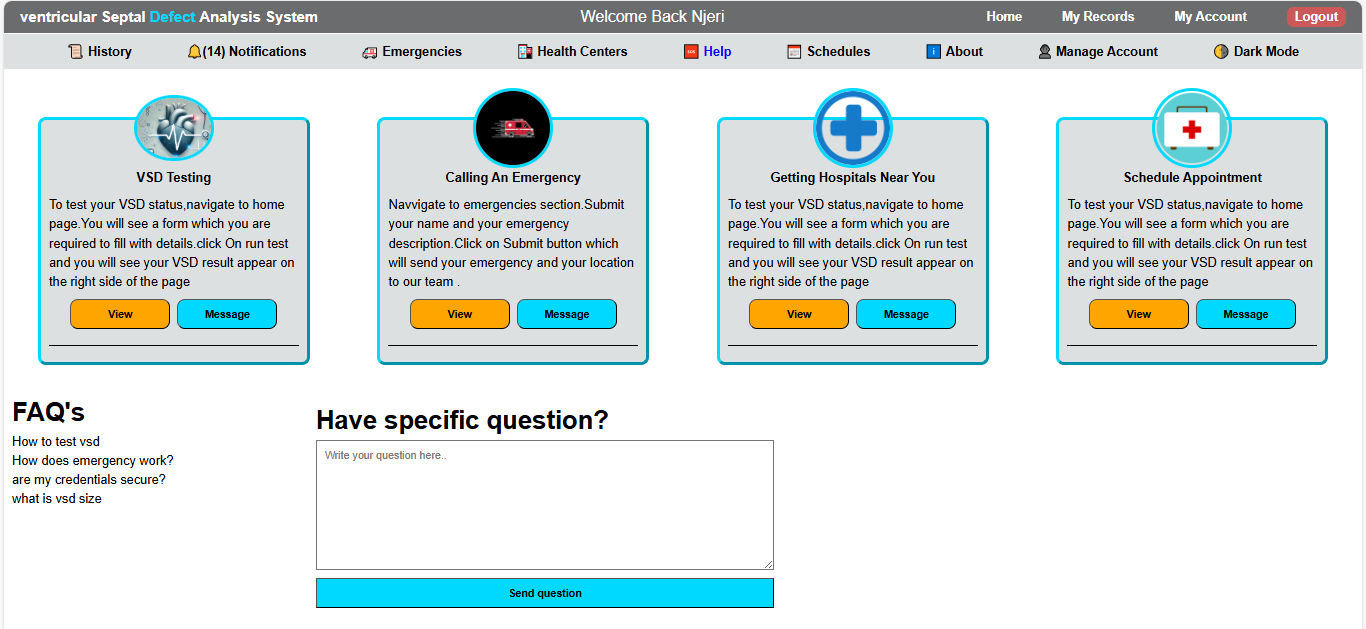 ventricular Septal Defect Analysis System
Welcome Back Njeri
Home
My Records
My Account
Logout
History
(14) Notifications
Emergencies
Health Centers
SOS
Help
Schedules
About
Manage Account
Dark Mode
VSD Testing
To test your VSD status,navigate to home
page.You will see a form which you are
required to fill with details.click On run test
and you will see your VSD result appear on
the right side of the page
View
Message
Calling An Emergency
Navvigate to emergencies section.Submit
your name and your emergency
description.Click on Submit button which
will send your emergency and your location
to our team .
View
Message
Getting Hospitals Near You
To test your VSD status,navigate to home
page.You will see a form which you are
required to fill with details.click On run test
and you will see your VSD result appear on
the right side of the page
View
Message
Schedule Appointment
To test your VSD status,navigate to home
page.You will see a form which you are
required to fill with details.click On run test
and you will see your VSD result appear on
the right side of the page
View
Message
FAQ's
How to test vsd
How does emergency work?
are my credentials secure?
what is vsd size
Have specific question?
Write your question here..
Send question